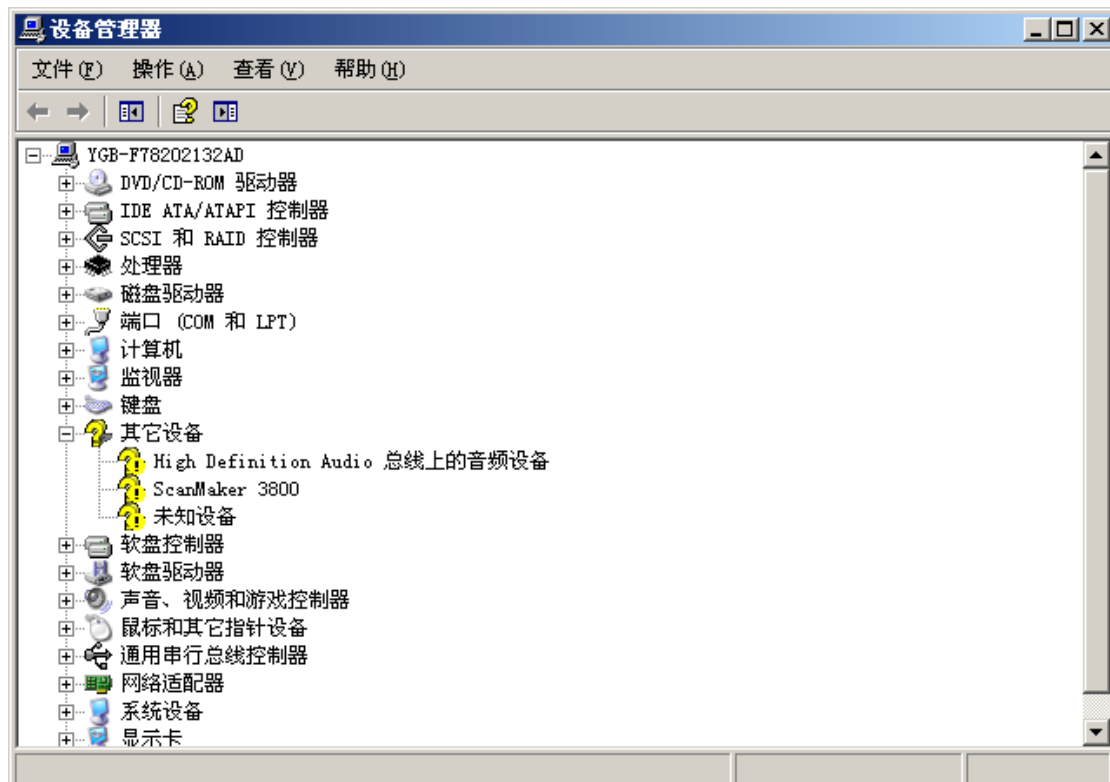 设备管理器
文件(F) 操作(A) 查看(V) 帮助(H)
YGB-F78202132AD
DVD/CD-ROM 驱动器
IDE ATA/ATAPI 控制器
SCSI 和 RAID 控制器
处理器
磁盘驱动器
端口 (COM 和 LPT)
计算机
监视器
键盘
其它设备
High Definition Audio 总线上的音频设备
ScanMaker 3800
未知设备
软盘控制器
软盘驱动器
声音、视频和游戏控制器
鼠标和其它指针设备
通用串行总线控制器
网络适配器
系统设备
显示卡